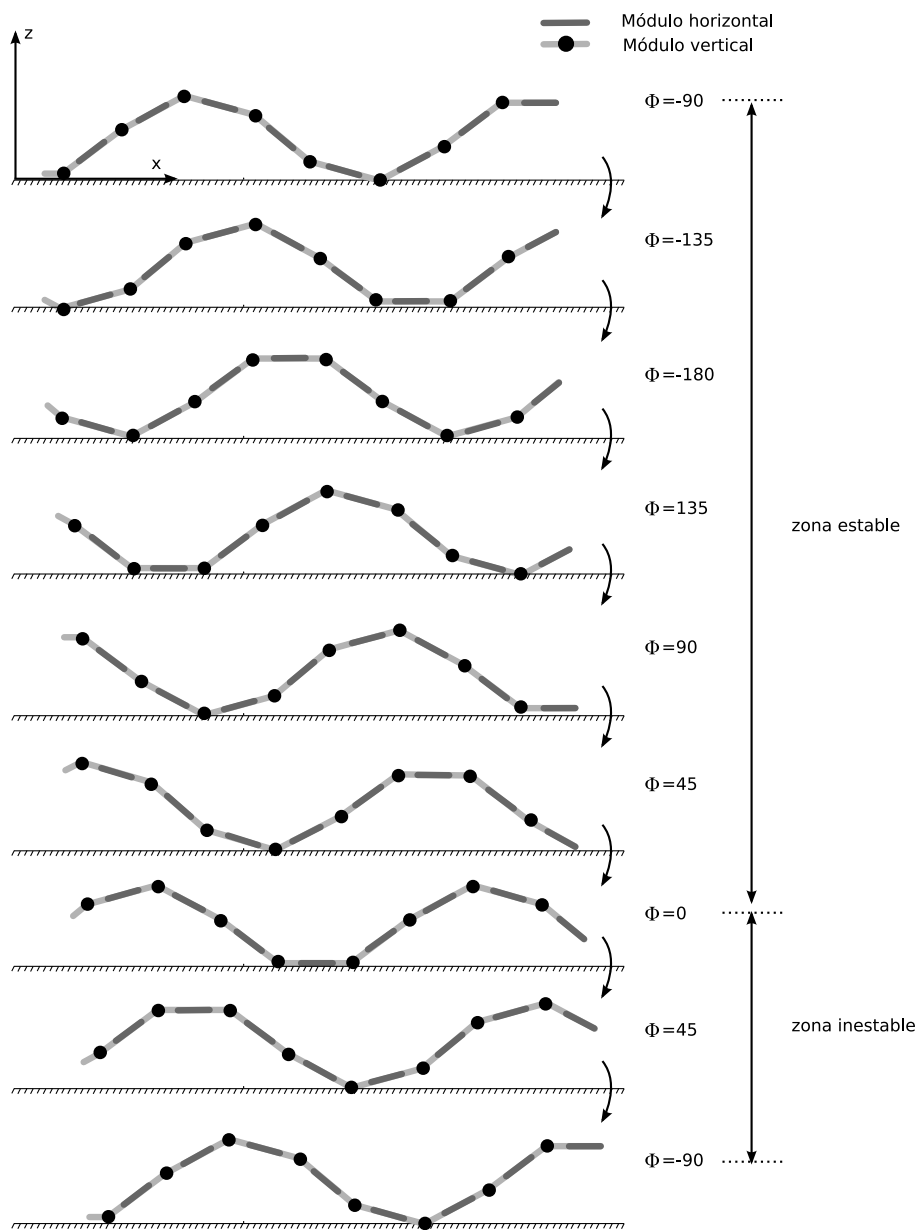 Módulo horizontal
Módulo vertical
z
x
Φ=-90
Φ=-135
Φ=-180
Φ=135
zona estable
Φ=90
Φ=45
Φ=0
Φ=45
zona inestable
Φ=-90